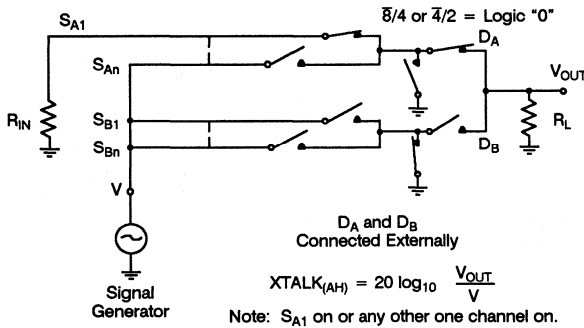 8̅/4 or 4̅/2 = Logic "0"
S_A1
D_A
S_An
V_OUT
R_IN
S_B1
R_L
S_Bn
D_B
V
D_A and D_B
Connected Externally
Signal
Generator
XTALK_(AH) = 20 log_10 V_OUT / V
Note: S_A1 on or any other one channel on.